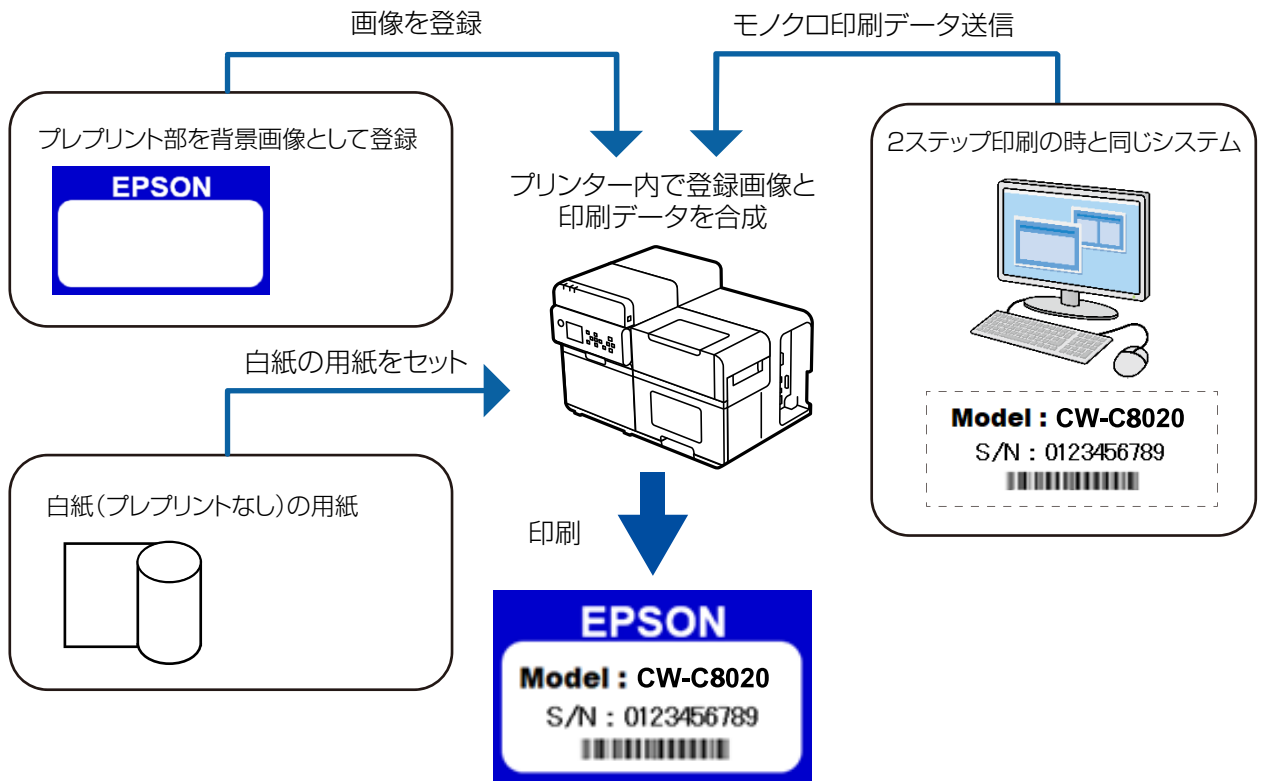 画像を登録
モノクロ印刷データ送信
プレプリント部を背景画像として登録
EPSON
プリンター内で登録画像と
印刷データを合成
2ステップ印刷の時と同じシステム
Model : CW-C8020
S/N : 0123456789
白紙の用紙をセット
白紙(プレプリントなし)の用紙
印刷
EPSON
Model : CW-C8020
S/N : 0123456789